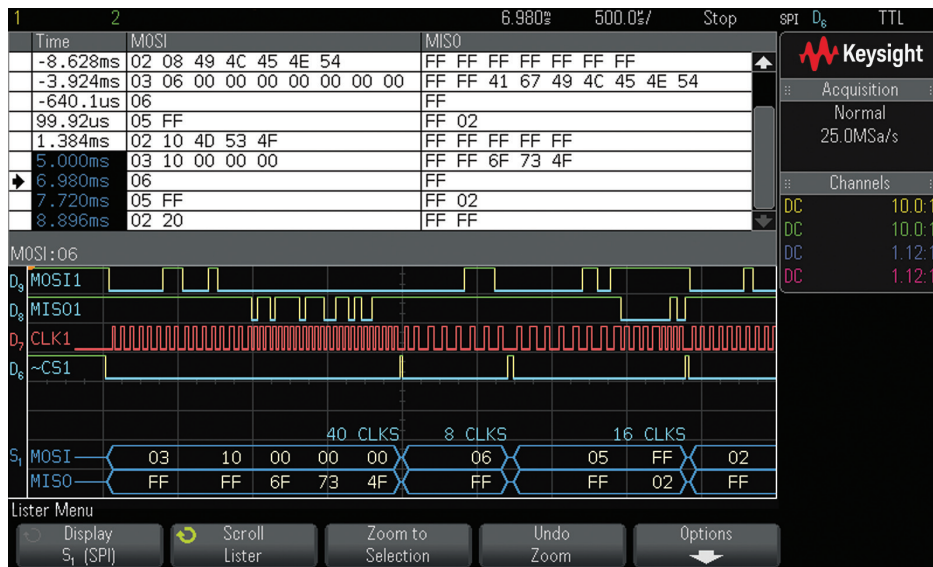 1 2 6.980ms 500.0us/ Stop SPI D6 TTL
Time MOSI MISO
-8.628ms 02 08 49 4C 45 4E 54 FF FF FF FF FF FF FF
-3.924ms 03 06 00 00 00 00 00 00 00 FF FF 41 67 49 4C 45 4E 54
-640.1us 06 FF
99.92us 05 FF FF 02
1.384ms 02 10 4D 53 4F FF FF FF FF FF
5.000ms 03 10 00 00 00 FF FF 6F 73 4F
6.980ms 06 FF
7.720ms 05 FF FF 02
8.896ms 02 20 FF FF
Keysight
Acquisition
Normal
25.0MSa/s
Channels
DC 10.0:1
DC 10.0:1
DC 1.12:1
DC 1.12:1
MOSI:06
D9 MOSI1
D8 MISO1
D7 CLK1
D6 ~CS1
40 CLKS 8 CLKS 16 CLKS
S1 MOSI 03 10 00 00 00 06 05 FF 02
MISO FF FF 6F 73 4F FF FF 02 FF
Lister Menu
Display
S1 (SPI)
Scroll
Lister
Zoom to
Selection
Undo
Zoom
Options